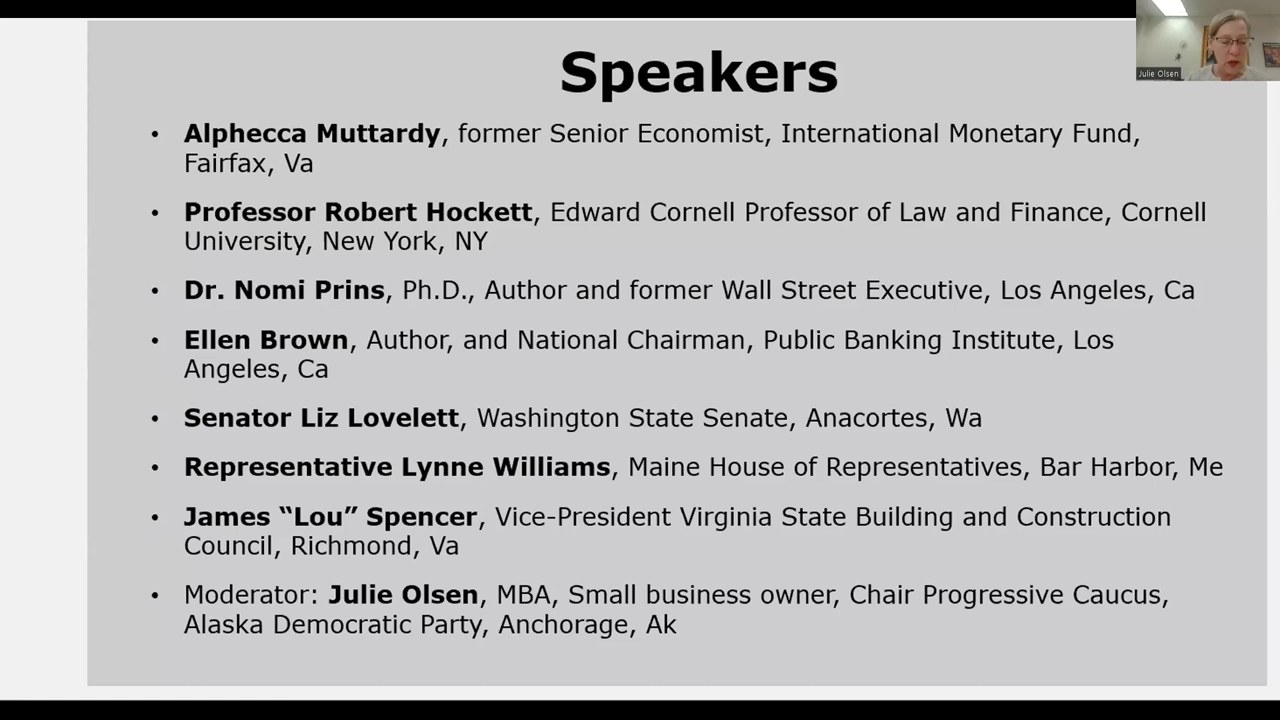 Speakers
Julie Olsen
• Alphecca Muttardy, former Senior Economist, International Monetary Fund,
Fairfax, Va
• Professor Robert Hockett, Edward Cornell Professor of Law and Finance, Cornell
University, New York, NY
• Dr. Nomi Prins, Ph.D., Author and former Wall Street Executive, Los Angeles, Ca
• Ellen Brown, Author, and National Chairman, Public Banking Institute, Los
Angeles, Ca
• Senator Liz Lovelett, Washington State Senate, Anacortes, Wa
• Representative Lynne Williams, Maine House of Representatives, Bar Harbor, Me
• James “Lou” Spencer, Vice-President Virginia State Building and Construction
Council, Richmond, Va
• Moderator: Julie Olsen, MBA, Small business owner, Chair Progressive Caucus,
Alaska Democratic Party, Anchorage, Ak